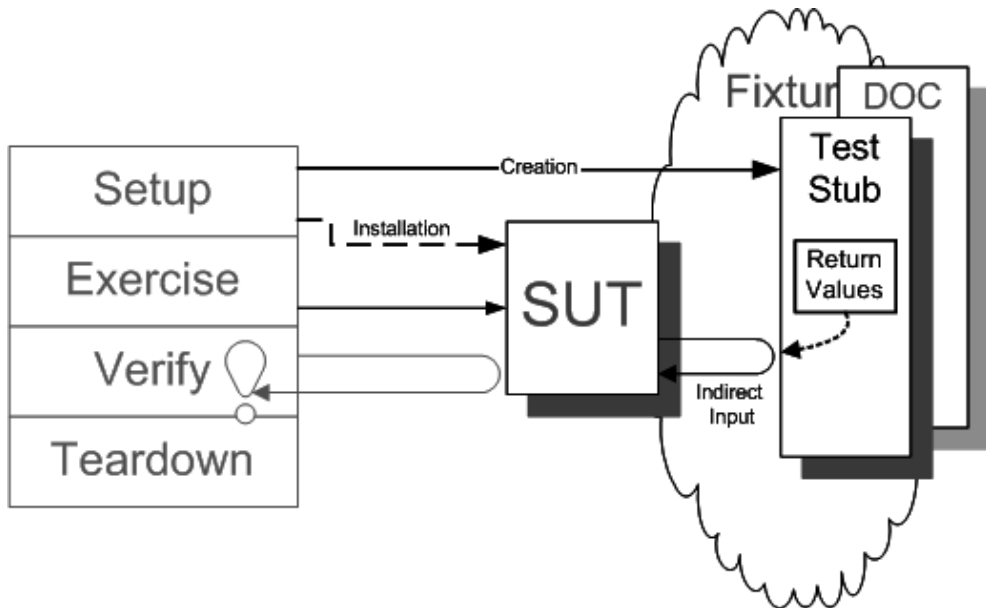 Setup
Exercise
Verify
Teardown
Creation
Installation
SUT
Indirect
Input
Fixtur
DOC
Test
Stub
Return
Values